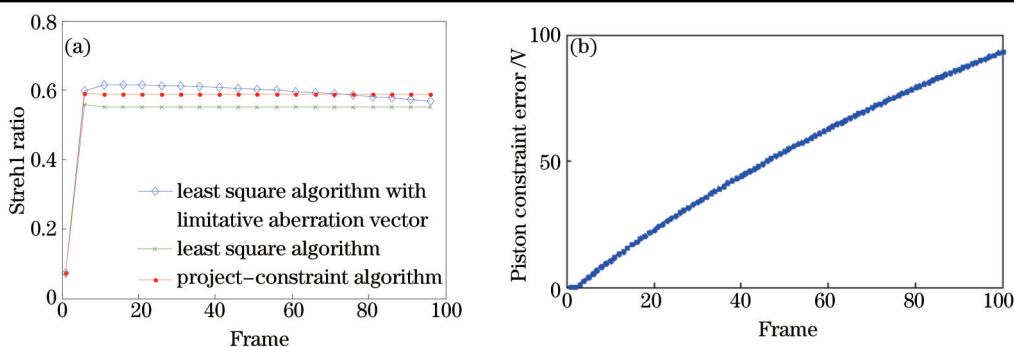 (a)
Strehl ratio
0.8
0.6
0.4
0.2
0
0 20 40 60 80 100
Frame
least square algorithm with
limitative aberration vector
least square algorithm
project-constraint algorithm
(b)
Piston constraint error /V
100
50
0
0 20 40 60 80 100
Frame